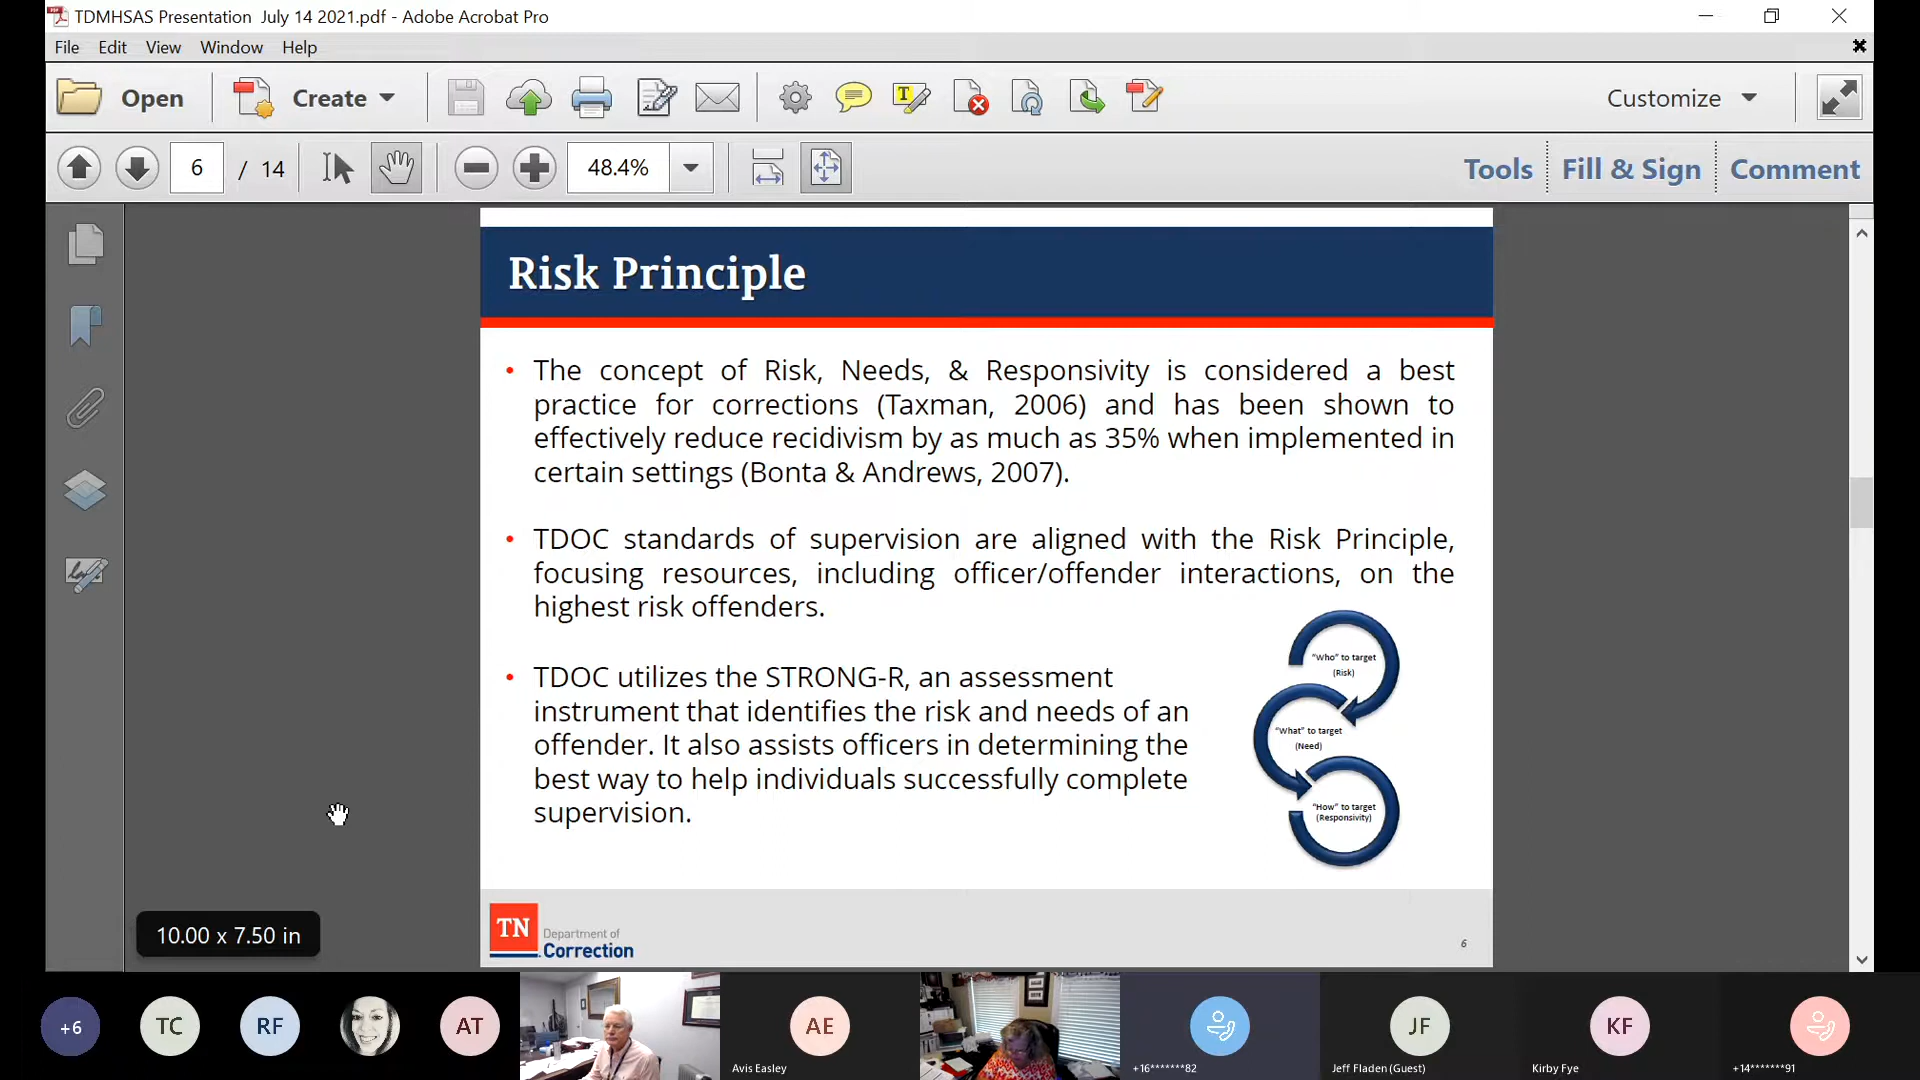 TDMHSAS Presentation  July 14 2021.pdf - Adobe Acrobat Pro
File Edit View Window Help
Open Create Customize
6 / 14 48.4% Tools Fill & Sign Comment
Risk Principle
• The concept of Risk, Needs, & Responsivity is considered a best
practice for corrections (Taxman, 2006) and has been shown to
effectively reduce recidivism by as much as 35% when implemented in
certain settings (Bonta & Andrews, 2007).
• TDOC standards of supervision are aligned with the Risk Principle,
focusing resources, including officer/offender interactions, on the
highest risk offenders.
• TDOC utilizes the STRONG-R, an assessment
instrument that identifies the risk and needs of an
offender. It also assists officers in determining the
best way to help individuals successfully complete
supervision.
"Who" to target
(Risk)
"What" to target
(Need)
"How" to target
(Responsivity)
10.00 x 7.50 in
TN Department of
Correction
6
+6 TC RF AT AE JF KF
Avis Easley +16*******82 Jeff Fladen (Guest) Kirby Fye +14*******91